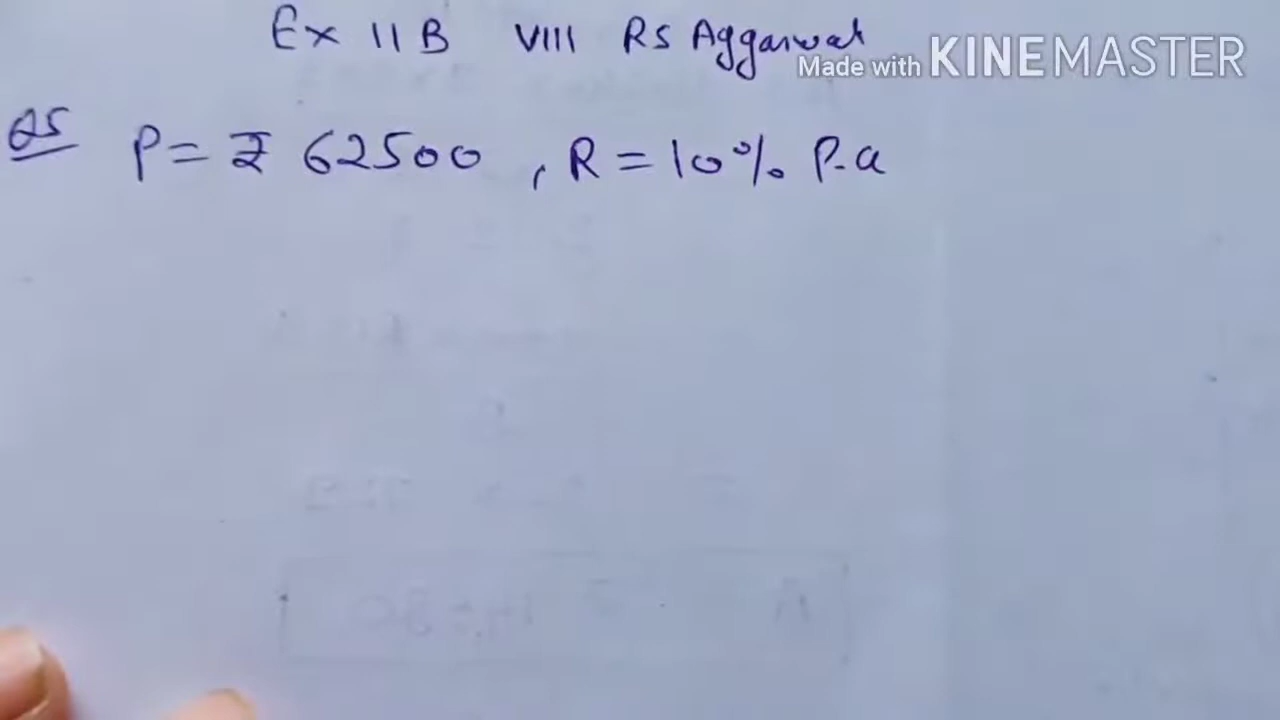 Ex 11B VIII RS Aggarwal
Made with KINEMASTER
Q5 P = ₹ 62500, R = 10% P.a